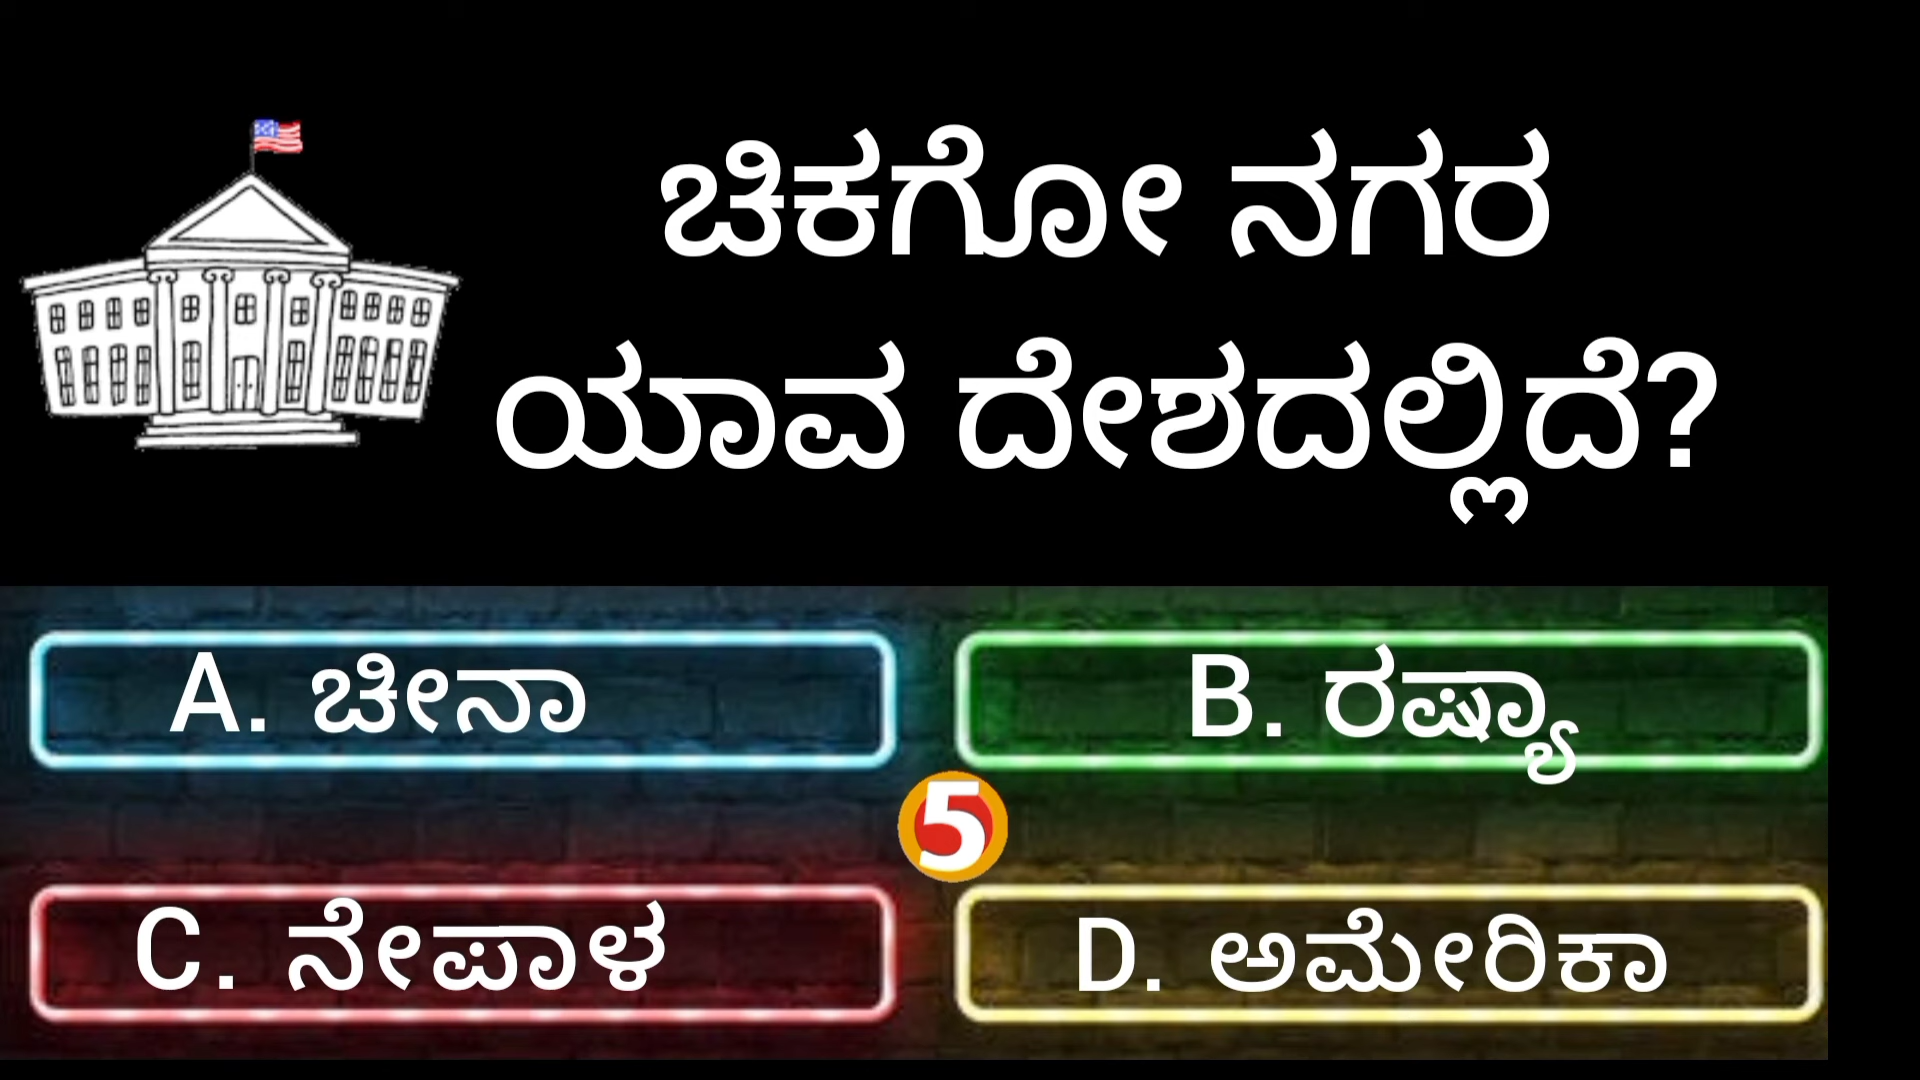 ಚಿಕಗೋ ನಗರ
ಯಾವ ದೇಶದಲ್ಲಿದೆ?
A. ಚೀನಾ
B. ರಷ್ಯಾ
5
C. ನೇಪಾಳ
D. ಅಮೇರಿಕಾ